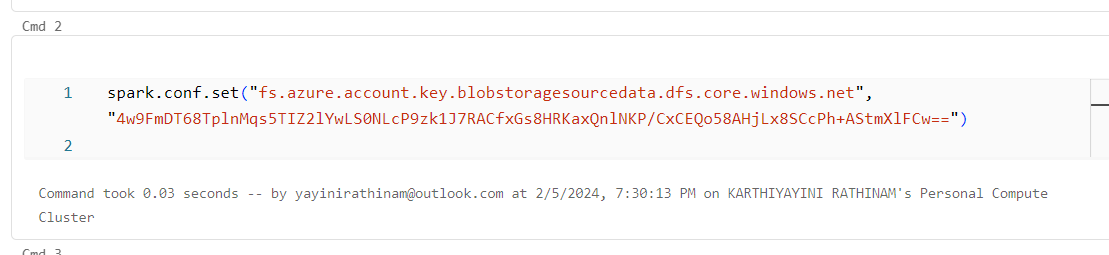 Cmd 2
1 spark.conf.set("fs.azure.account.key.blobstoragesourcedata.dfs.core.windows.net",
"4w9FmDT68TplnMqs5TIZ2lYwLS0NLcP9zk1J7RACfxGs8HRKaxQnlNKP/CxCEQo58AHjLx8SCcPh+AStmXlFCw==")
2
Command took 0.03 seconds -- by yayinirathinam@outlook.com at 2/5/2024, 7:30:13 PM on KARTHIYAYINI RATHINAM's Personal Compute
Cluster
Cmd 3